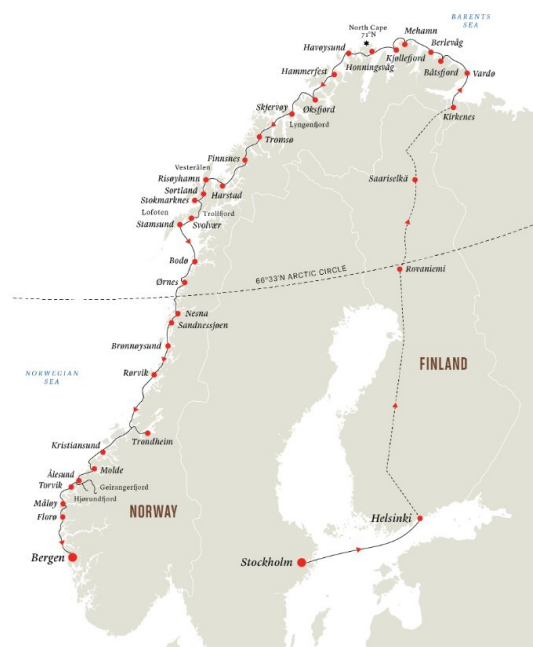 BARENTS
SEA
North Cape
71°N
Mehamn
Berlevåg
Havøysund
Kjøllefjord
Båtsfjord
Honningsvåg
Vardø
Hammerfest
Kirkenes
Øksfjord
Skjervøy
Lyngenfjord
Tromsø
Finnsnes
Vesterålen
Risøyhamn
Harstad
Sortland
Stokmarknes
Saariselkä
Lofoten
Trollfjord
Svolvær
Stamsund
Bodø
Rovaniemi
66°33'N ARCTIC CIRCLE
Ørnes
Nesna
Sandnessjøen
Brønnøysund
FINLAND
NORWEGIAN
SEA
Rørvik
Trondheim
Kristiansund
Molde
Ålesund
Torvik
Geirangerfjord
Hjørundfjord
Måløy
NORWAY
Florø
Helsinki
Bergen
Stockholm